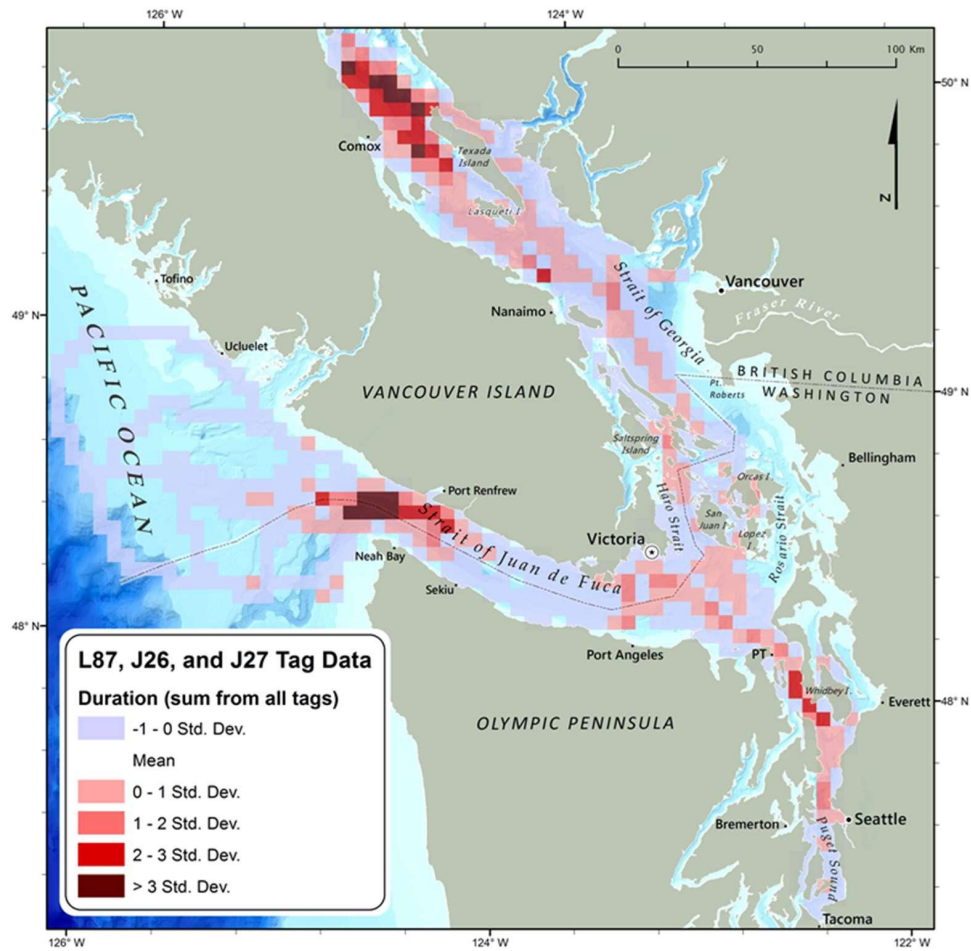 126° W
124° W
0
50
100 Km
50° N
N
Comox
Texada
Island
Lasqueti I
Tofino
Strait of Georgia
Vancouver
Fraser River
49° N
Nanaimo
Ucluelet
PACIFIC OCEAN
VANCOUVER ISLAND
BRITISH COLUMBIA
WASHINGTON
Pt.
Roberts
49° N
Saltspring
Island
Bellingham
Orcas I
Port Renfrew
Haro Strait
San
Juan I
Lopez
I
Rosario Strait
Strait of Juan de Fuca
Victoria
Neah Bay
Sekiu
48° N
Port Angeles
PT
Whidbey I
Everett
48° N
OLYMPIC PENINSULA
L87, J26, and J27 Tag Data
Duration (sum from all tags)
-1 - 0 Std. Dev.
Mean
0 - 1 Std. Dev.
1 - 2 Std. Dev.
2 - 3 Std. Dev.
> 3 Std. Dev.
Bremerton
Seattle
Puget Sound
Tacoma
126° W
124° W
122° W